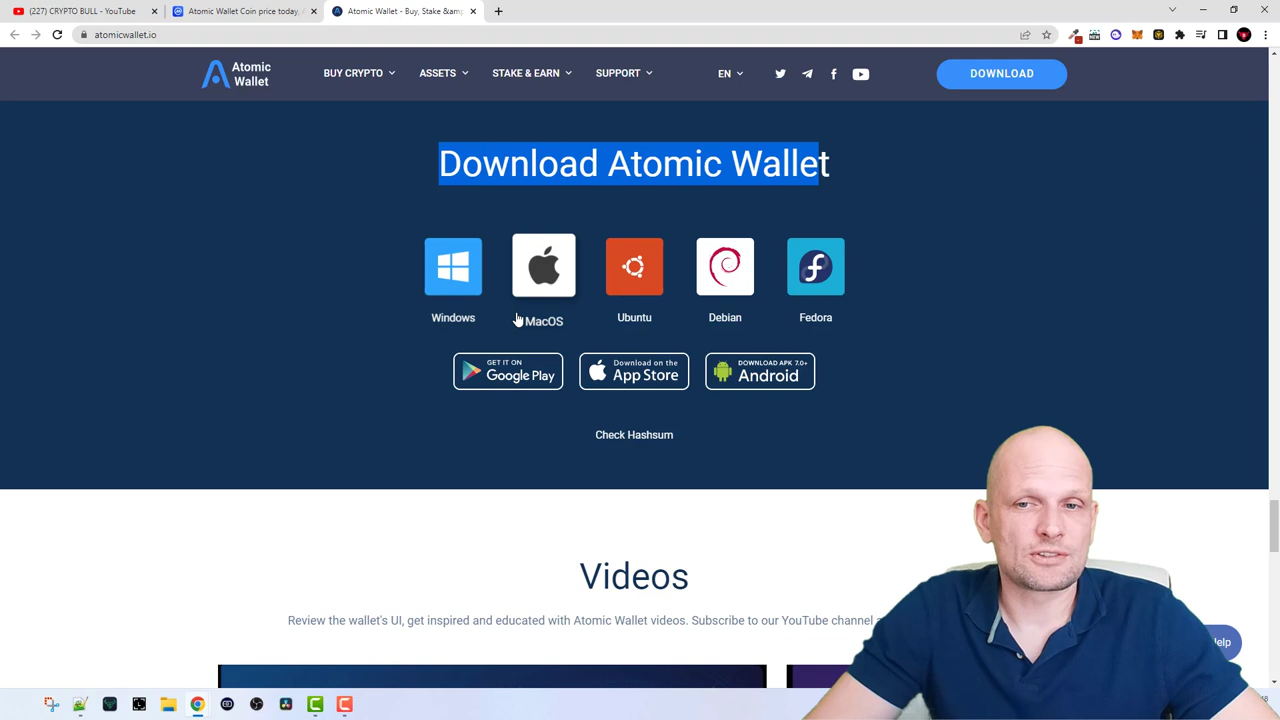 (227) CRYPTO BULL - YouTube
Atomic Wallet Coin price today,
Atomic Wallet - Buy, Stake &amp;
atomicwallet.io
Atomic
Wallet
BUY CRYPTO
ASSETS
STAKE & EARN
SUPPORT
EN
DOWNLOAD
Download Atomic Wallet
Windows
MacOS
Ubuntu
Debian
Fedora
GET IT ON
Google Play
Download on the
App Store
DOWNLOAD APK 7.0+
Android
Check Hashsum
Videos
Review the wallet's UI, get inspired and educated with Atomic Wallet videos. Subscribe to our YouTube channel